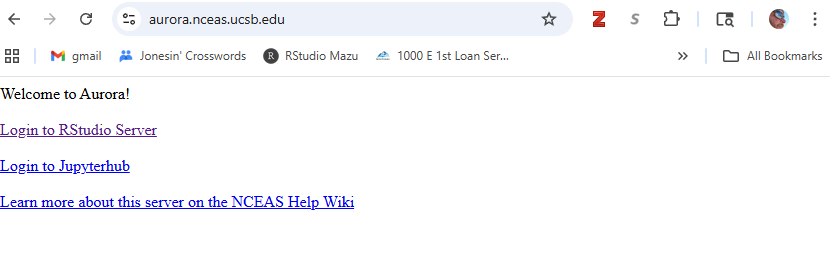 aurora.nceas.ucsb.edu
gmail Jonesin' Crosswords RStudio Mazu 1000 E 1st Loan Ser... All Bookmarks
Welcome to Aurora!
Login to RStudio Server
Login to Jupyterhub
Learn more about this server on the NCEAS Help Wiki